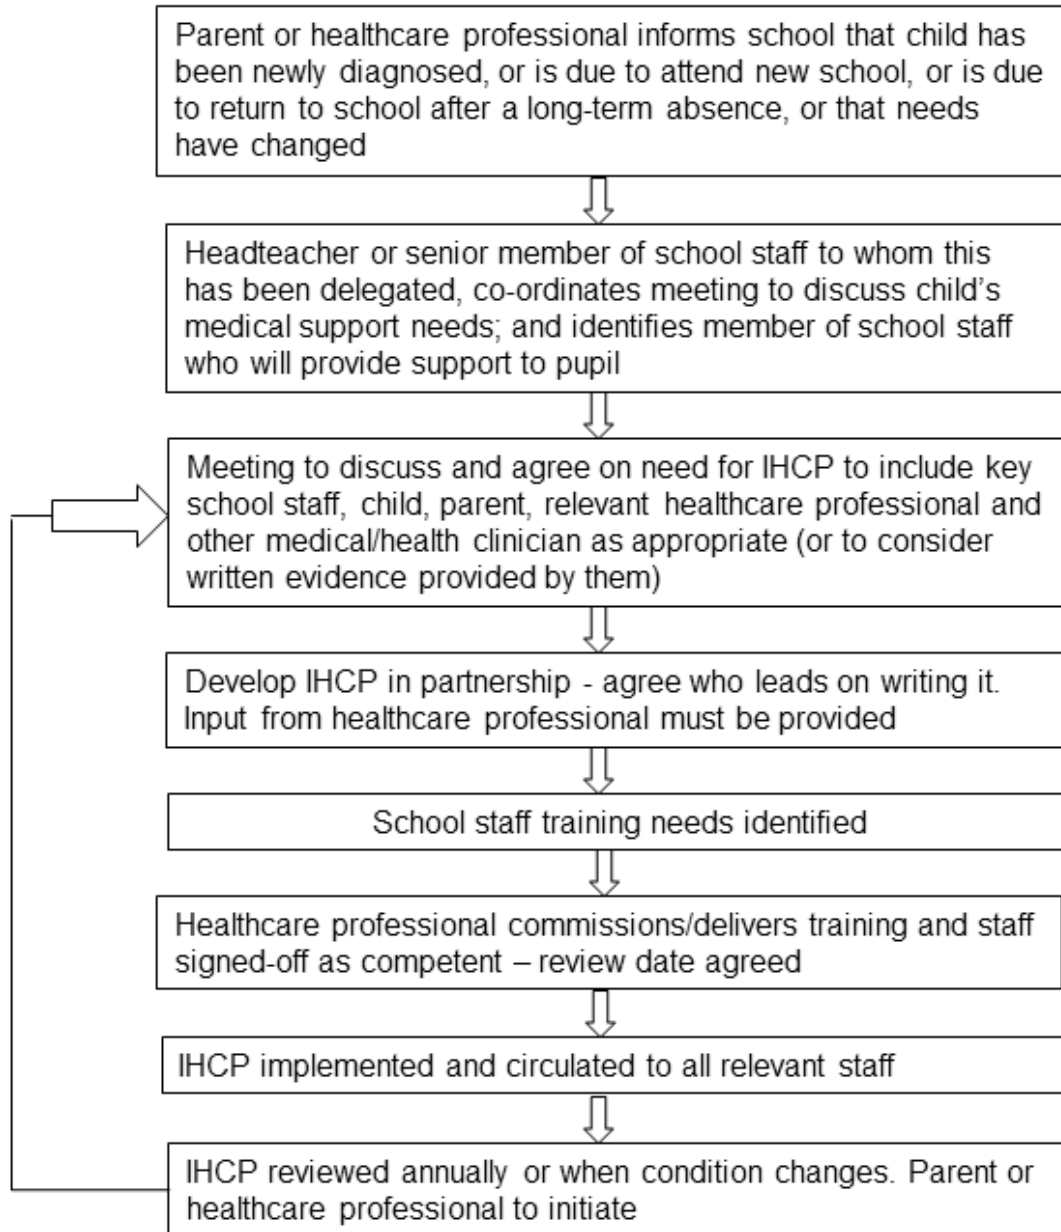 Parent or healthcare professional informs school that child has
been newly diagnosed, or is due to attend new school, or is due
to return to school after a long-term absence, or that needs
have changed
Headteacher or senior member of school staff to whom this
has been delegated, co-ordinates meeting to discuss child’s
medical support needs; and identifies member of school staff
who will provide support to pupil
Meeting to discuss and agree on need for IHCP to include key
school staff, child, parent, relevant healthcare professional and
other medical/health clinician as appropriate (or to consider
written evidence provided by them)
Develop IHCP in partnership - agree who leads on writing it.
Input from healthcare professional must be provided
School staff training needs identified
Healthcare professional commissions/delivers training and staff
signed-off as competent – review date agreed
IHCP implemented and circulated to all relevant staff
IHCP reviewed annually or when condition changes. Parent or
healthcare professional to initiate